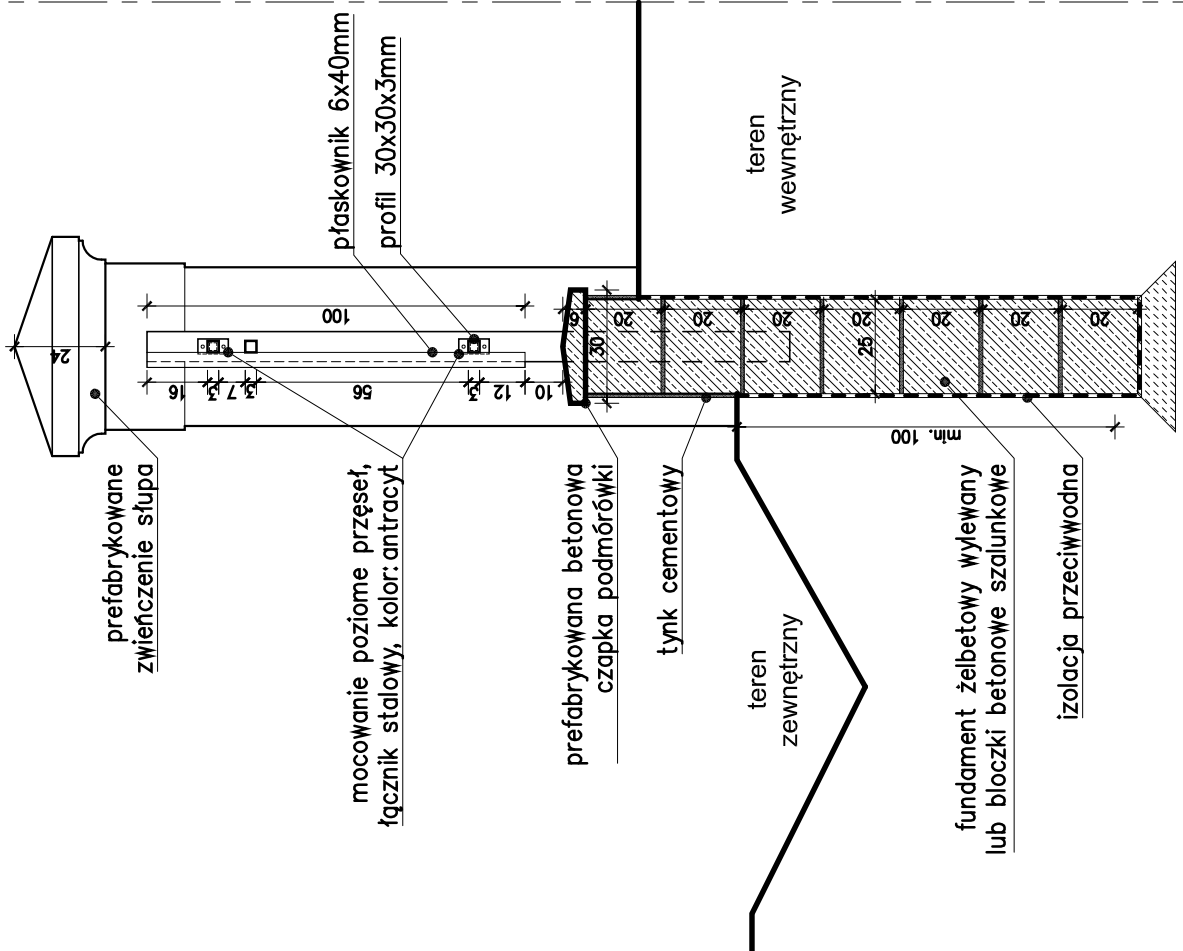 płaskownik 6x40mm
profil 30x30x3mm
teren
wewnętrzny
prefabrykowane
zwieńczenie słupa
mocowanie poziome przęseł,
łącznik stalowy, kolor: antracyt
prefabrykowana betonowa
czapka podmórówki
tynk cementowy
teren
zewnętrzny
fundament żelbetowy wylewany
lub bloczki betonowe szalunkowe
izolacja przeciwwodna
24
100
16
3
7
3
56
3
12
10
6
30
20
20
20
20
20
20
20
25
min. 100